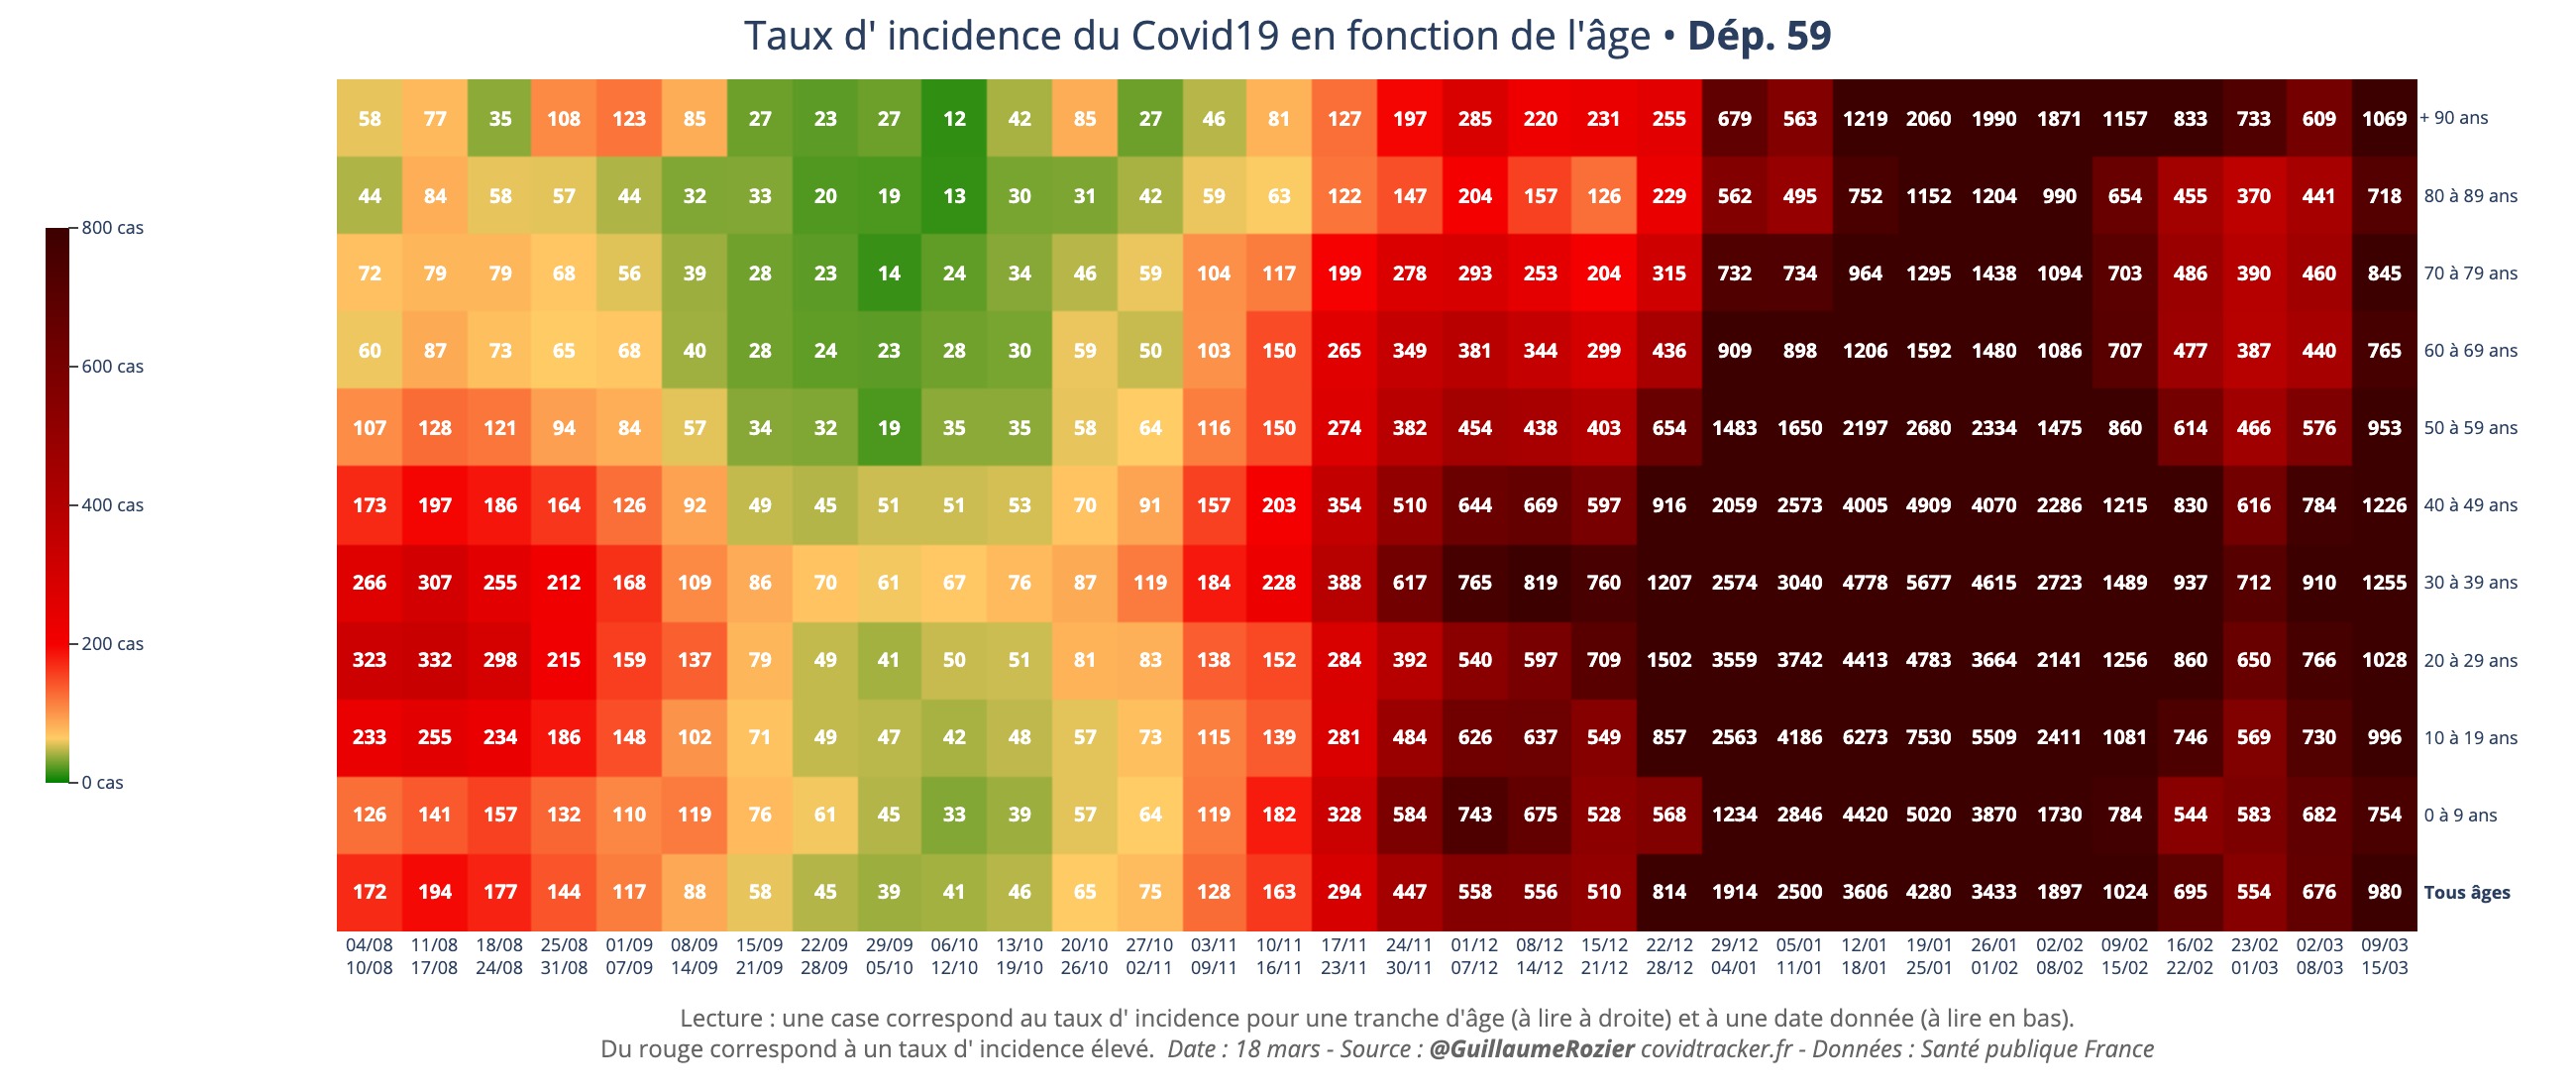 Taux d' incidence du Covid19 en fonction de l'âge • Dép. 59
58 77 35 108 123 85 27 23 27 12 42 85 27 46 81 127 197 285 220 231 255 679 563 1219 2060 1990 1871 1157 833 733 609 1069 + 90 ans
44 84 58 57 44 32 33 20 19 13 30 31 42 59 63 122 147 204 157 126 229 562 495 752 1152 1204 990 654 455 370 441 718 80 à 89 ans
800 cas
72 79 79 68 56 39 28 23 14 24 34 46 59 104 117 199 278 293 253 204 315 732 734 964 1295 1438 1094 703 486 390 460 845 70 à 79 ans
60 87 73 65 68 40 28 24 23 28 30 59 50 103 150 265 349 381 344 299 436 909 898 1206 1592 1480 1086 707 477 387 440 765 60 à 69 ans
600 cas
107 128 121 94 84 57 34 32 19 35 35 58 64 116 150 274 382 454 438 403 654 1483 1650 2197 2680 2334 1475 860 614 466 576 953 50 à 59 ans
400 cas
173 197 186 164 126 92 49 45 51 51 53 70 91 157 203 354 510 644 669 597 916 2059 2573 4005 4909 4070 2286 1215 830 616 784 1226 40 à 49 ans
266 307 255 212 168 109 86 70 61 67 76 87 119 184 228 388 617 765 819 760 1207 2574 3040 4778 5677 4615 2723 1489 937 712 910 1255 30 à 39 ans
200 cas
323 332 298 215 159 137 79 49 41 50 51 81 83 138 152 284 392 540 597 709 1502 3559 3742 4413 4783 3664 2141 1256 860 650 766 1028 20 à 29 ans
233 255 234 186 148 102 71 49 47 42 48 57 73 115 139 281 484 626 637 549 857 2563 4186 6273 7530 5509 2411 1081 746 569 730 996 10 à 19 ans
0 cas
126 141 157 132 110 119 76 61 45 33 39 57 64 119 182 328 584 743 675 528 568 1234 2846 4420 5020 3870 1730 784 544 583 682 754 0 à 9 ans
172 194 177 144 117 88 58 45 39 41 46 65 75 128 163 294 447 558 556 510 814 1914 2500 3606 4280 3433 1897 1024 695 554 676 980 Tous âges
04/08 11/08 18/08 25/08 01/09 08/09 15/09 22/09 29/09 06/10 13/10 20/10 27/10 03/11 10/11 17/11 24/11 01/12 08/12 15/12 22/12 29/12 05/01 12/01 19/01 26/01 02/02 09/02 16/02 23/02 02/03 09/03
10/08 17/08 24/08 31/08 07/09 14/09 21/09 28/09 05/10 12/10 19/10 26/10 02/11 09/11 16/11 23/11 30/11 07/12 14/12 21/12 28/12 04/01 11/01 18/01 25/01 01/02 08/02 15/02 22/02 01/03 08/03 15/03
Lecture : une case correspond au taux d' incidence pour une tranche d'âge (à lire à droite) et à une date donnée (à lire en bas).
Du rouge correspond à un taux d' incidence élevé. Date : 18 mars - Source : @GuillaumeRozier covidtracker.fr - Données : Santé publique France